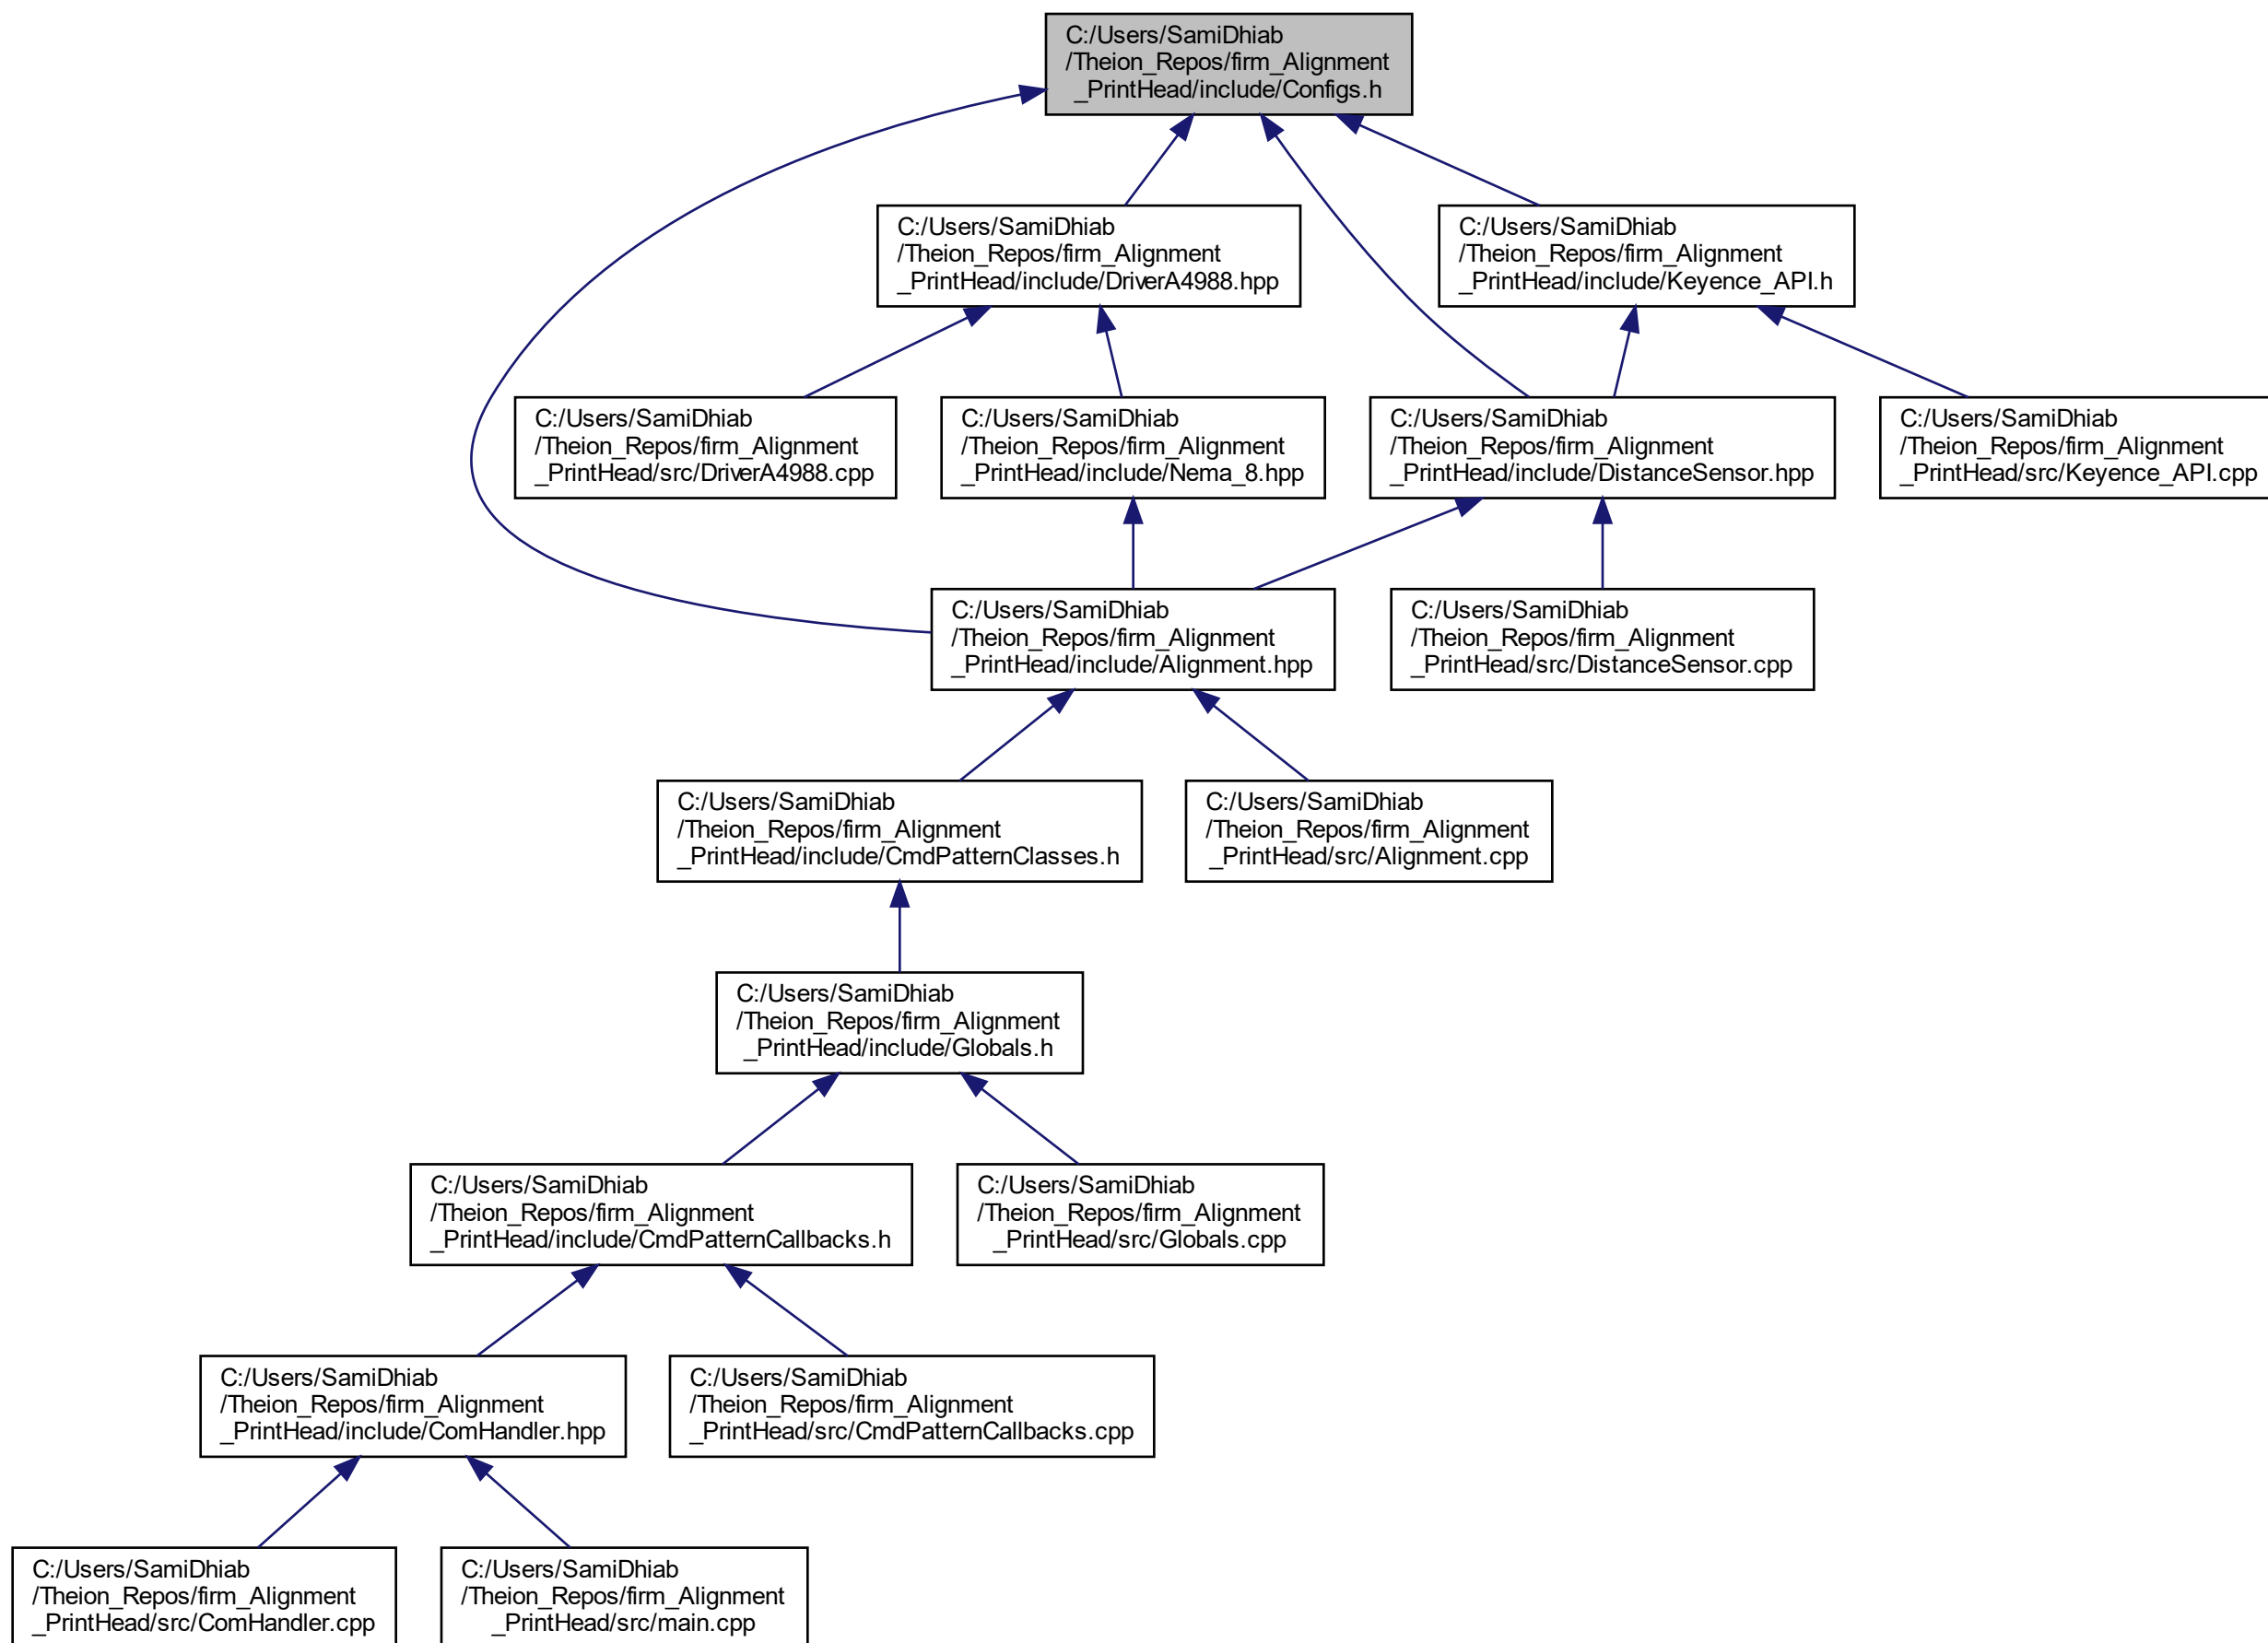 C:/Users/SamiDhiab
/Theion_Repos/firm_Alignment
_PrintHead/include/Configs.h
C:/Users/SamiDhiab
/Theion_Repos/firm_Alignment
_PrintHead/include/DriverA4988.hpp
C:/Users/SamiDhiab
/Theion_Repos/firm_Alignment
_PrintHead/include/Keyence_API.h
C:/Users/SamiDhiab
/Theion_Repos/firm_Alignment
_PrintHead/src/DriverA4988.cpp
C:/Users/SamiDhiab
/Theion_Repos/firm_Alignment
_PrintHead/include/Nema_8.hpp
C:/Users/SamiDhiab
/Theion_Repos/firm_Alignment
_PrintHead/include/DistanceSensor.hpp
C:/Users/SamiDhiab
/Theion_Repos/firm_Alignment
_PrintHead/src/Keyence_API.cpp
C:/Users/SamiDhiab
/Theion_Repos/firm_Alignment
_PrintHead/include/Alignment.hpp
C:/Users/SamiDhiab
/Theion_Repos/firm_Alignment
_PrintHead/src/DistanceSensor.cpp
C:/Users/SamiDhiab
/Theion_Repos/firm_Alignment
_PrintHead/include/CmdPatternClasses.h
C:/Users/SamiDhiab
/Theion_Repos/firm_Alignment
_PrintHead/src/Alignment.cpp
C:/Users/SamiDhiab
/Theion_Repos/firm_Alignment
_PrintHead/include/Globals.h
C:/Users/SamiDhiab
/Theion_Repos/firm_Alignment
_PrintHead/include/CmdPatternCallbacks.h
C:/Users/SamiDhiab
/Theion_Repos/firm_Alignment
_PrintHead/src/Globals.cpp
C:/Users/SamiDhiab
/Theion_Repos/firm_Alignment
_PrintHead/include/ComHandler.hpp
C:/Users/SamiDhiab
/Theion_Repos/firm_Alignment
_PrintHead/src/CmdPatternCallbacks.cpp
C:/Users/SamiDhiab
/Theion_Repos/firm_Alignment
_PrintHead/src/ComHandler.cpp
C:/Users/SamiDhiab
/Theion_Repos/firm_Alignment
_PrintHead/src/main.cpp